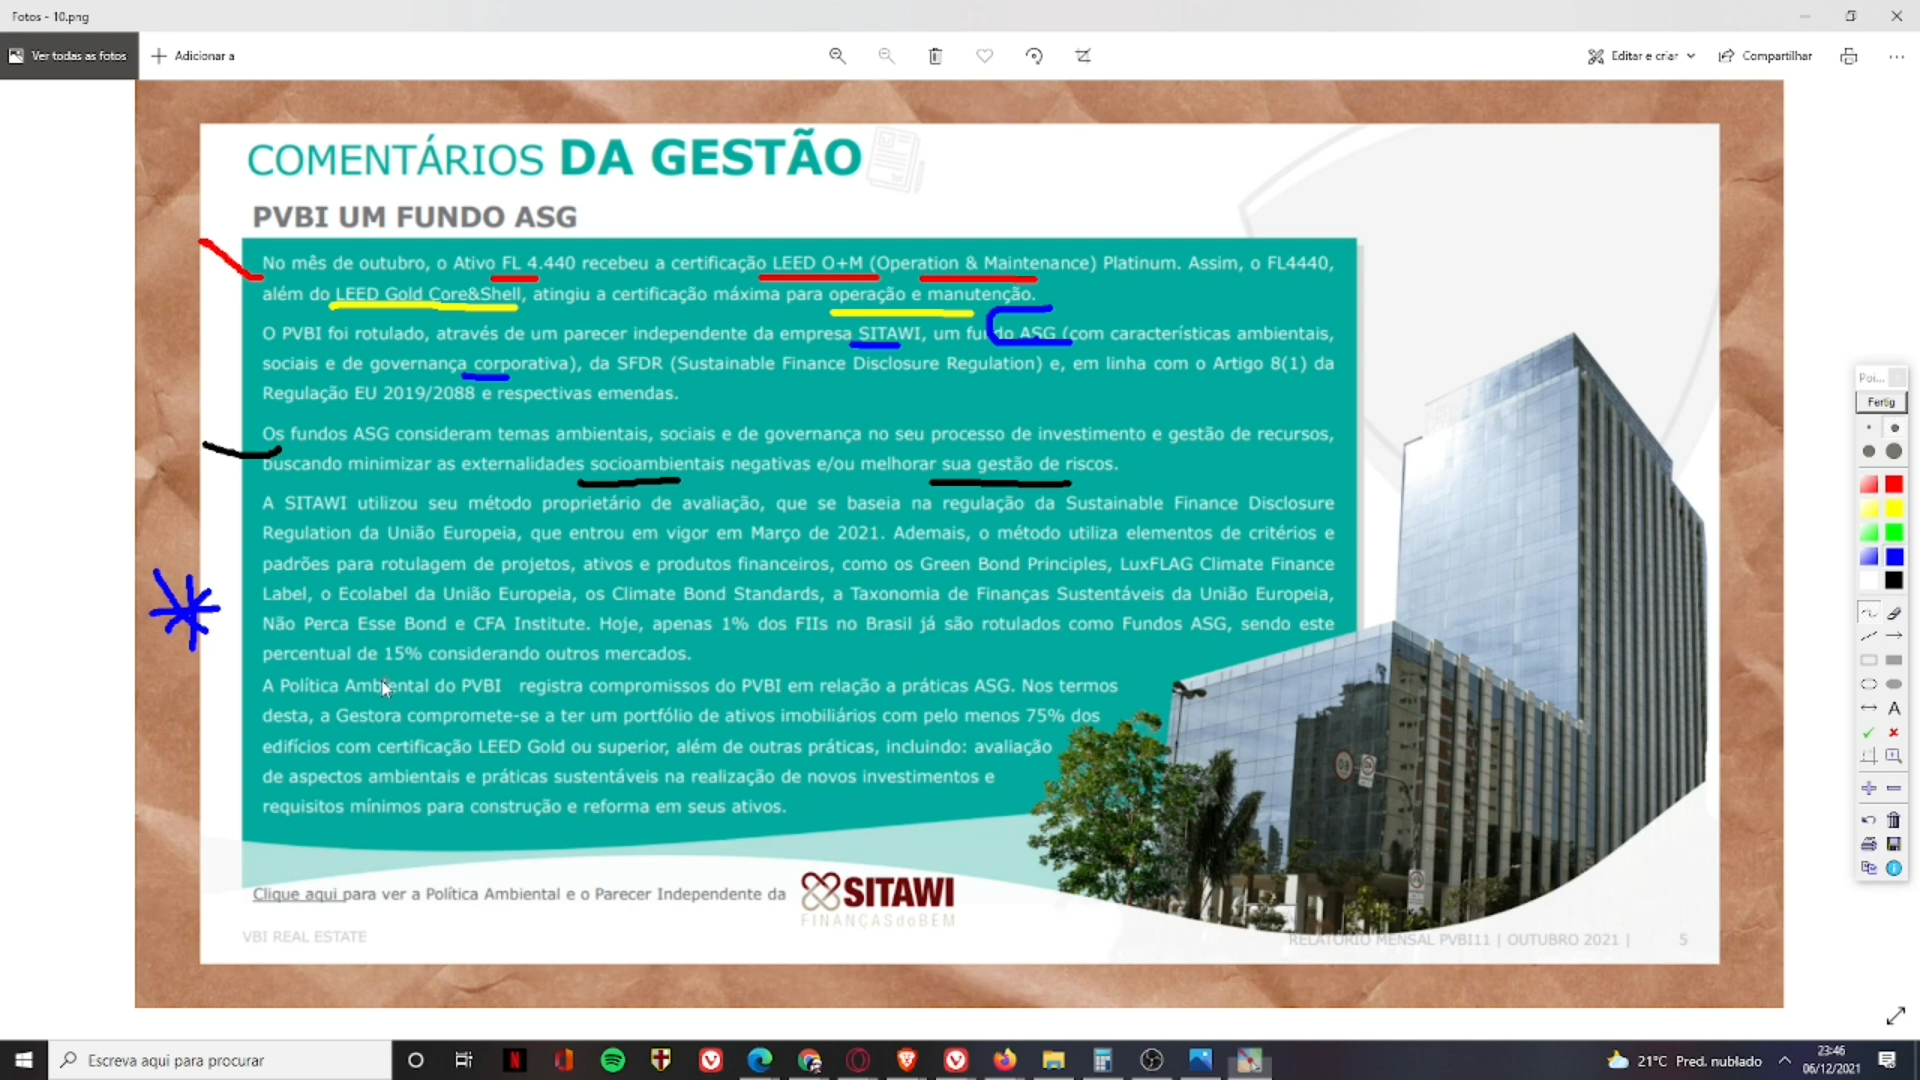 Fotos - 10.png
Ver todas as fotos
Adicionar a
Editar e criar
Compartilhar
COMENTÁRIOS DA GESTÃO
PVBI UM FUNDO ASG
No mês de outubro, o Ativo FL 4.440 recebeu a certificação LEED O+M (Operation & Maintenance) Platinum. Assim, o FL4440,
além do LEED Gold Core&Shell, atingiu a certificação máxima para operação e manutenção.
O PVBI foi rotulado, através de um parecer independente da empresa SITAWI, um fundo ASG (com características ambientais,
sociais e de governança corporativa), da SFDR (Sustainable Finance Disclosure Regulation) e, em linha com o Artigo 8(1) da
Regulação EU 2019/2088 e respectivas emendas.
Os fundos ASG consideram temas ambientais, sociais e de governança no seu processo de investimento e gestão de recursos,
buscando minimizar as externalidades socioambientais negativas e/ou melhorar sua gestão de riscos.
A SITAWI utilizou seu método proprietário de avaliação, que se baseia na regulação da Sustainable Finance Disclosure
Regulation da União Europeia, que entrou em vigor em Março de 2021. Ademais, o método utiliza elementos de critérios e
padrões para rotulagem de projetos, ativos e produtos financeiros, como os Green Bond Principles, LuxFLAG Climate Finance
Label, o Ecolabel da União Europeia, os Climate Bond Standards, a Taxonomia de Finanças Sustentáveis da União Europeia,
Não Perca Esse Bond e CFA Institute. Hoje, apenas 1% dos FIIs no Brasil já são rotulados como Fundos ASG, sendo este
percentual de 15% considerando outros mercados.
A Política Ambiental do PVBI registra compromissos do PVBI em relação a práticas ASG. Nos termos
desta, a Gestora compromete-se a ter um portfólio de ativos imobiliários com pelo menos 75% dos
edifícios com certificação LEED Gold ou superior, além de outras práticas, incluindo: avaliação
de aspectos ambientais e práticas sustentáveis na realização de novos investimentos e
requisitos mínimos para construção e reforma em seus ativos.
Clique aqui para ver a Política Ambiental e o Parecer Independente da
SITAWI
FINANÇAS do BEM
VBI REAL ESTATE
RELATÓRIO MENSAL PVBI11 | OUTUBRO 2021 | 5
Poi...
Fertig
A
Escreva aqui para procurar
21°C Pred. nublado
23:46
06/12/2021